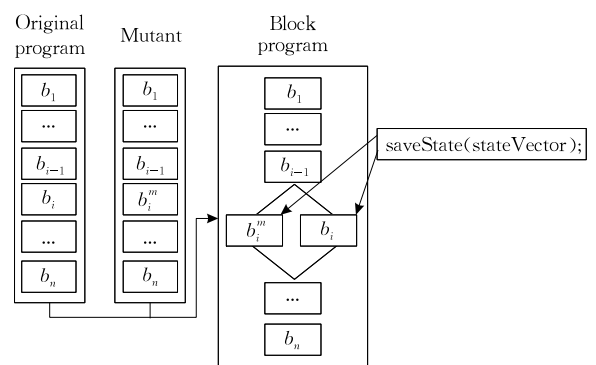 Original
program
b₁
...
bᵢ₋₁
bᵢ
...
bₙ
Mutant
b₁
...
bᵢ₋₁
bᵢᵐ
...
bₙ
Block
program
b₁
...
bᵢ₋₁
bᵢᵐ bᵢ
...
bₙ
saveState(stateVector);